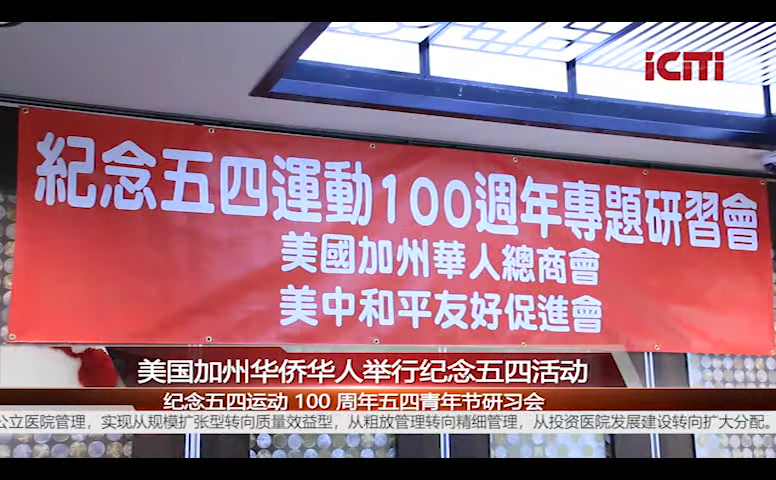 iCiTi
紀念五四運動100週年專題研習會
美國加州華人總商會
美中和平友好促進會
美国加州华侨华人举行纪念五四活动
纪念五四运动 100 周年五四青年节研习会
公立医院管理，实现从规模扩张型转向质量效益型，从粗放管理转向精细管理，从投资医院发展建设转向扩大分配。